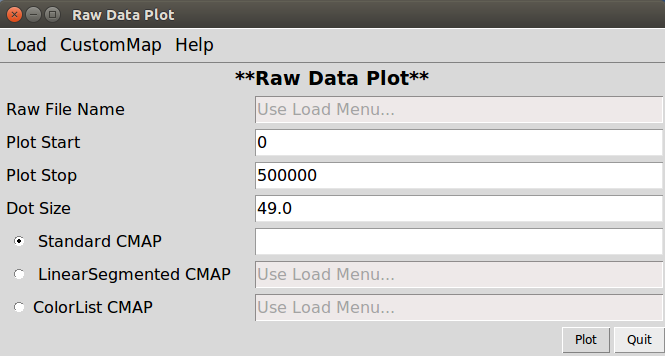 Raw Data Plot
Load CustomMap Help
**Raw Data Plot**
Raw File Name Use Load Menu...
Plot Start 0
Plot Stop 500000
Dot Size 49.0
Standard CMAP
LinearSegmented CMAP Use Load Menu...
ColorList CMAP Use Load Menu...
Plot Quit